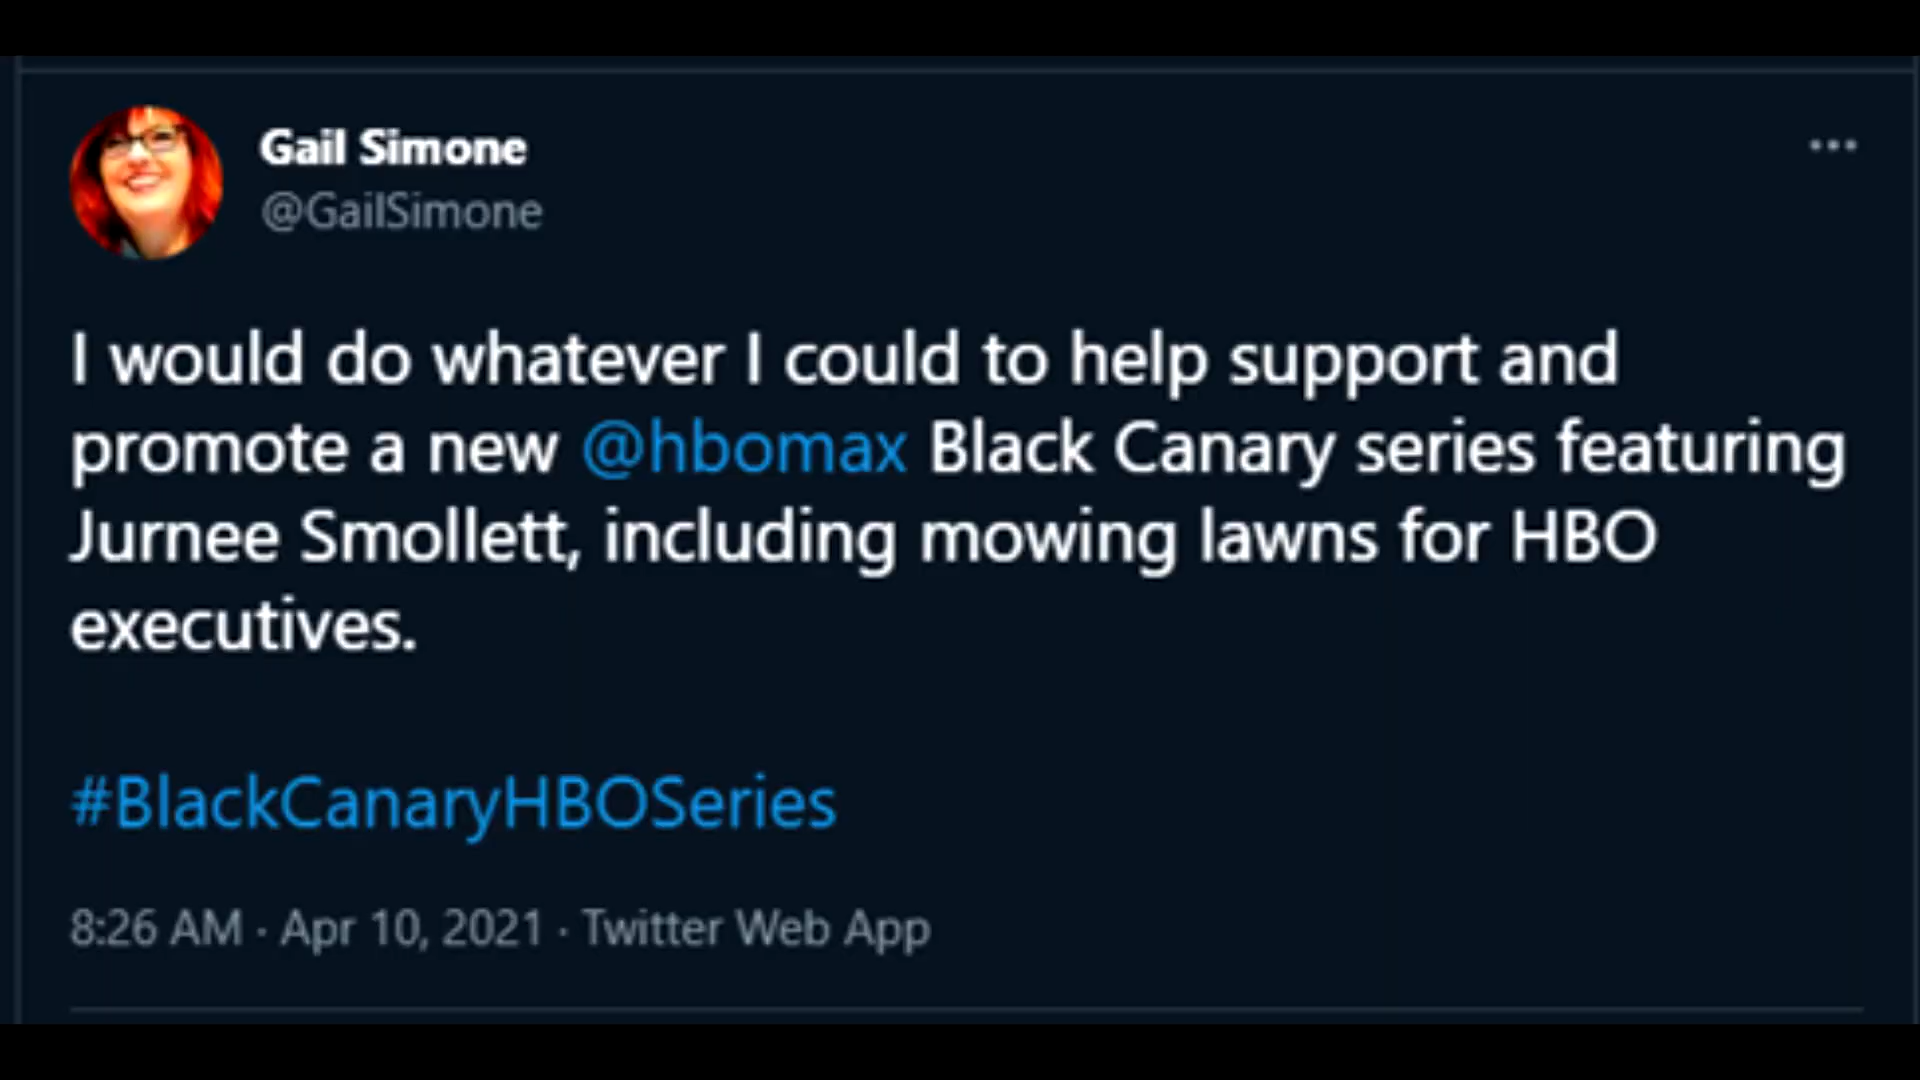 Gail Simone
@GailSimone
I would do whatever I could to help support and
promote a new @hbomax Black Canary series featuring
Jurnee Smollett, including mowing lawns for HBO
executives.
#BlackCanaryHBOSeries
8:26 AM · Apr 10, 2021 · Twitter Web App